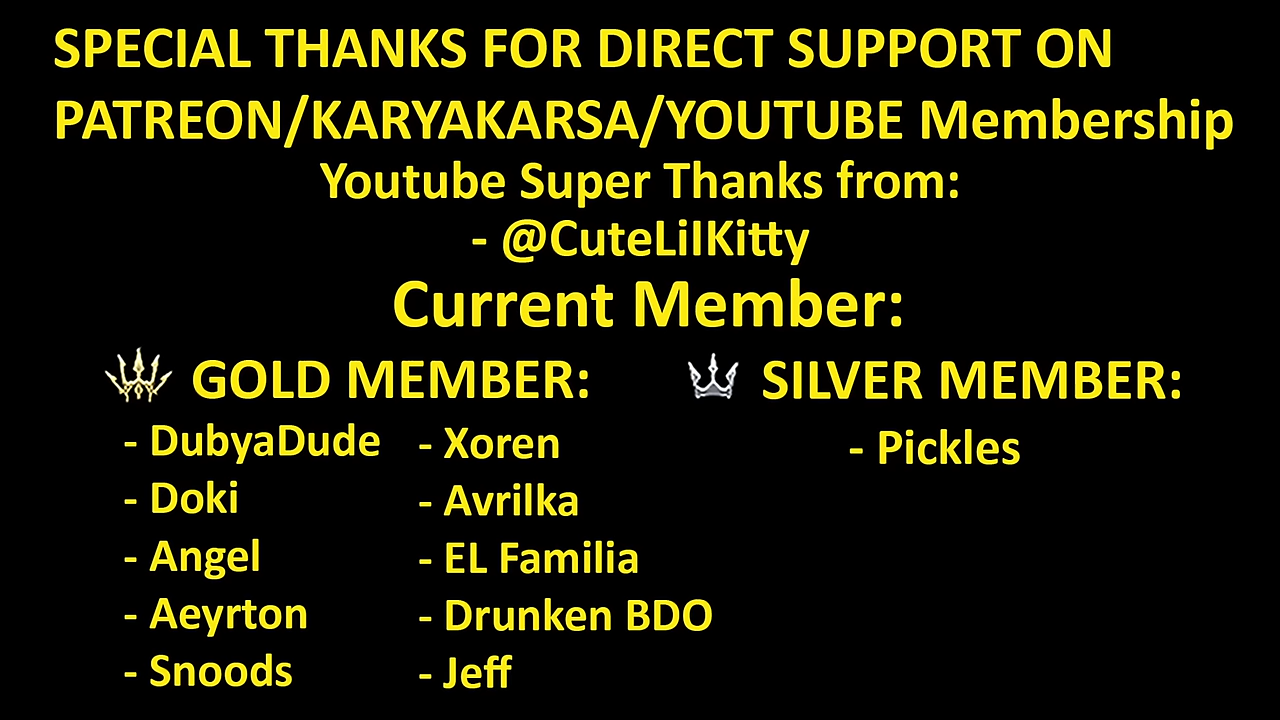 SPECIAL THANKS FOR DIRECT SUPPORT ON
PATREON/KARYAKARSA/YOUTUBE Membership
Youtube Super Thanks from:
- @CuteLilKitty
Current Member:
GOLD MEMBER:
- DubyaDude
- Doki
- Angel
- Aeyrton
- Snoods
- Xoren
- Avrilka
- EL Familia
- Drunken BDO
- Jeff
SILVER MEMBER:
- Pickles